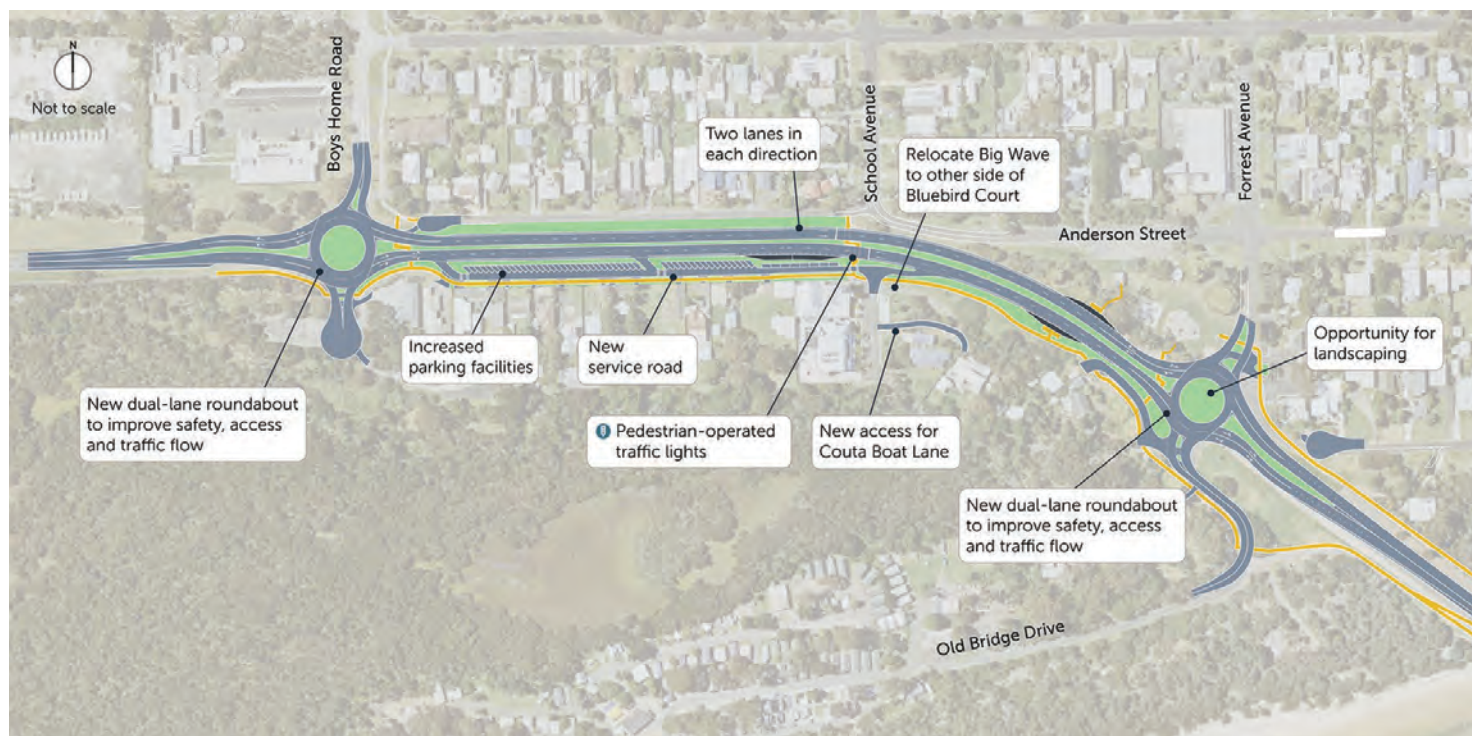 N
Not to scale
Boys Home Road
Two lanes in
each direction
School Avenue
Relocate Big Wave
to other side of
Bluebird Court
Forrest Avenue
Anderson Street
Increased
parking facilities
New
service road
Opportunity for
landscaping
New dual-lane roundabout
to improve safety, access
and traffic flow
Pedestrian-operated
traffic lights
New access for
Couta Boat Lane
New dual-lane roundabout
to improve safety, access
and traffic flow
Old Bridge Drive